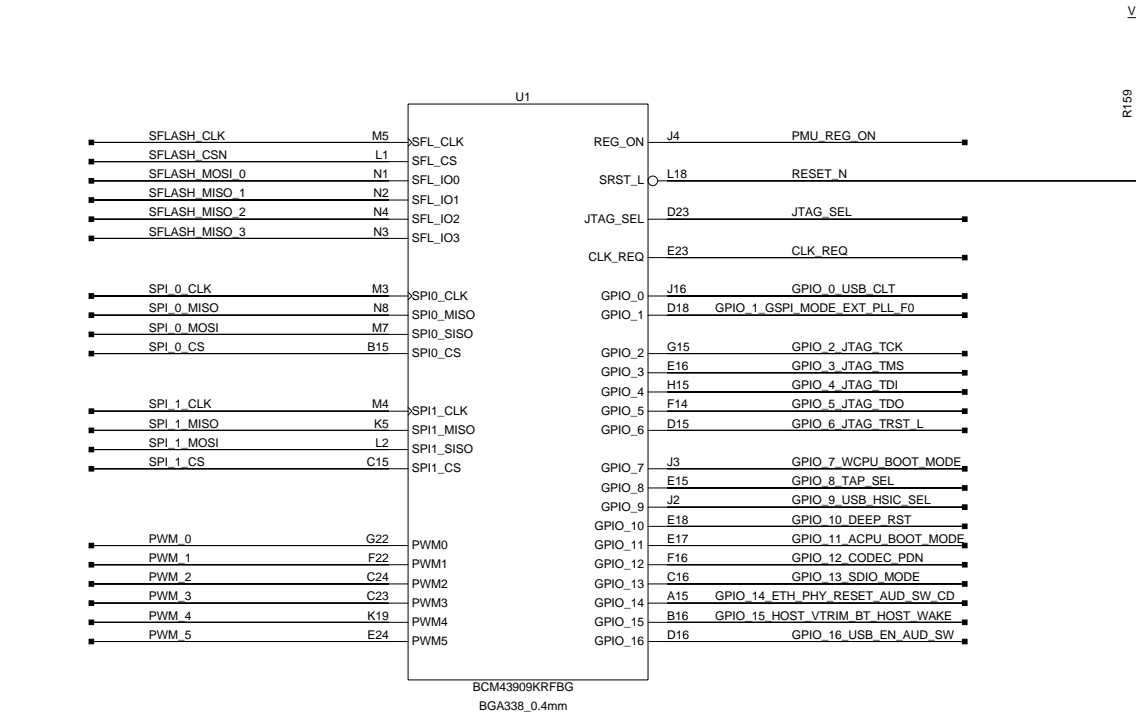 V
R159
U1
SFLASH_CLK M5 SFL_CLK REG_ON J4 PMU_REG_ON
SFLASH_CSN L1 SFL_CS
SFLASH_MOSI_0 N1 SFL_IO0 SRST_L L18 RESET_N
SFLASH_MISO_1 N2 SFL_IO1
SFLASH_MISO_2 N4 SFL_IO2 JTAG_SEL D23 JTAG_SEL
SFLASH_MISO_3 N3 SFL_IO3
CLK_REQ E23 CLK_REQ
SPI_0_CLK M3 SPI0_CLK GPIO_0 J16 GPIO_0_USB_CLT
SPI_0_MISO N8 SPI0_MISO GPIO_1 D18 GPIO_1_GSPI_MODE_EXT_PLL_F0
SPI_0_MOSI M7 SPI0_SISO
SPI_0_CS B15 SPI0_CS GPIO_2 G15 GPIO_2_JTAG_TCK
GPIO_3 E16 GPIO_3_JTAG_TMS
GPIO_4 H15 GPIO_4_JTAG_TDI
SPI_1_CLK M4 SPI1_CLK GPIO_5 F14 GPIO_5_JTAG_TDO
SPI_1_MISO K5 SPI1_MISO GPIO_6 D15 GPIO_6_JTAG_TRST_L
SPI_1_MOSI L2 SPI1_SISO
SPI_1_CS C15 SPI1_CS GPIO_7 J3 GPIO_7_WCPU_BOOT_MODE
GPIO_8 E15 GPIO_8_TAP_SEL
GPIO_9 J2 GPIO_9_USB_HSIC_SEL
GPIO_10 E18 GPIO_10_DEEP_RST
PWM_0 G22 PWM0 GPIO_11 E17 GPIO_11_ACPU_BOOT_MODE
PWM_1 F22 PWM1 GPIO_12 F16 GPIO_12_CODEC_PDN
PWM_2 C24 PWM2 GPIO_13 C16 GPIO_13_SDIO_MODE
PWM_3 C23 PWM3 GPIO_14 A15 GPIO_14_ETH_PHY_RESET_AUD_SW_CD
PWM_4 K19 PWM4 GPIO_15 B16 GPIO_15_HOST_VTRIM_BT_HOST_WAKE
PWM_5 E24 PWM5 GPIO_16 D16 GPIO_16_USB_EN_AUD_SW
BCM43909KRFBG
BGA338_0.4mm